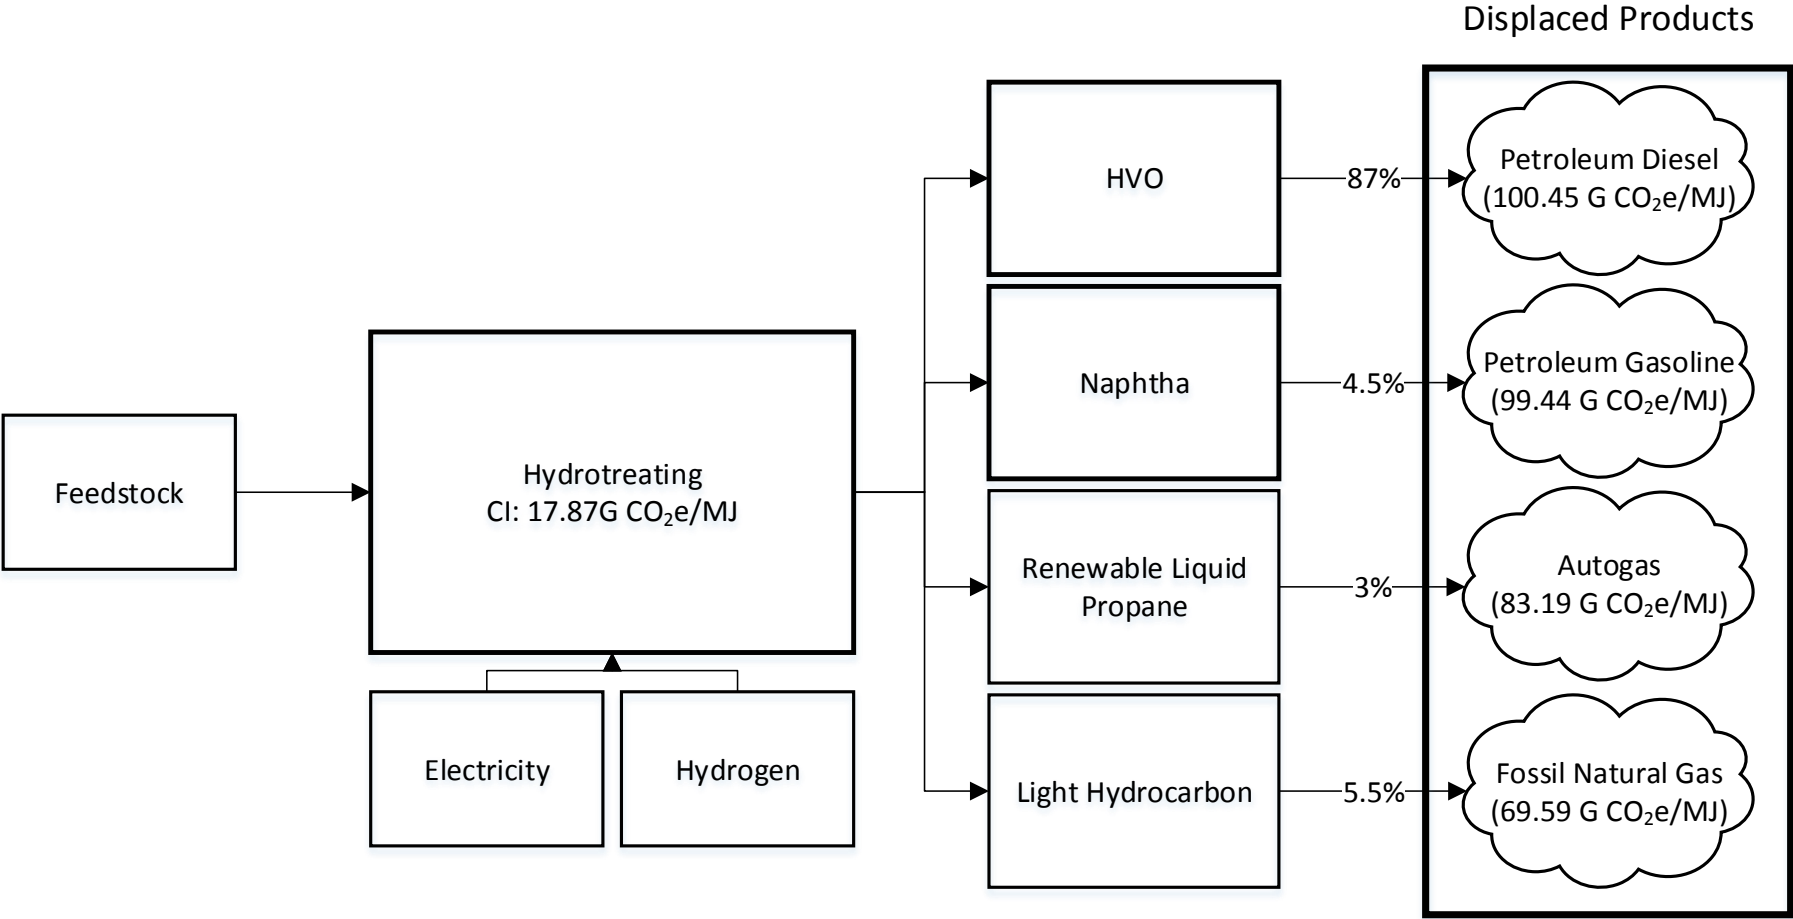 Displaced Products
Feedstock
Hydrotreating
CI: 17.87G CO₂e/MJ
Electricity
Hydrogen
HVO
87%
Petroleum Diesel
(100.45 G CO₂e/MJ)
Naphtha
4.5%
Petroleum Gasoline
(99.44 G CO₂e/MJ)
Renewable Liquid
Propane
3%
Autogas
(83.19 G CO₂e/MJ)
Light Hydrocarbon
5.5%
Fossil Natural Gas
(69.59 G CO₂e/MJ)